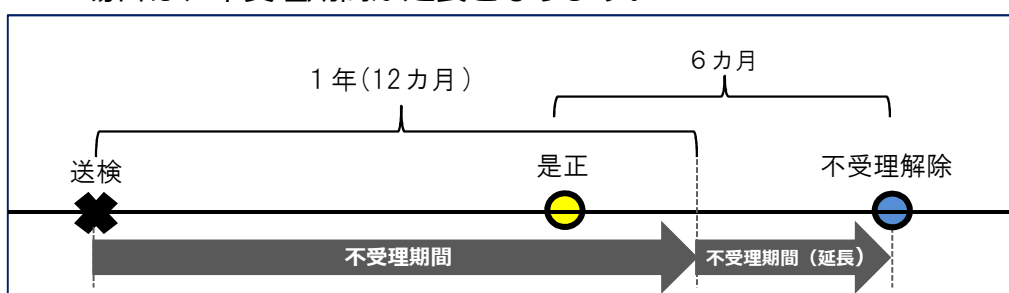 １年(12カ月)
６カ月
送検
是正
不受理解除
不受理期間
不受理期間（延長）